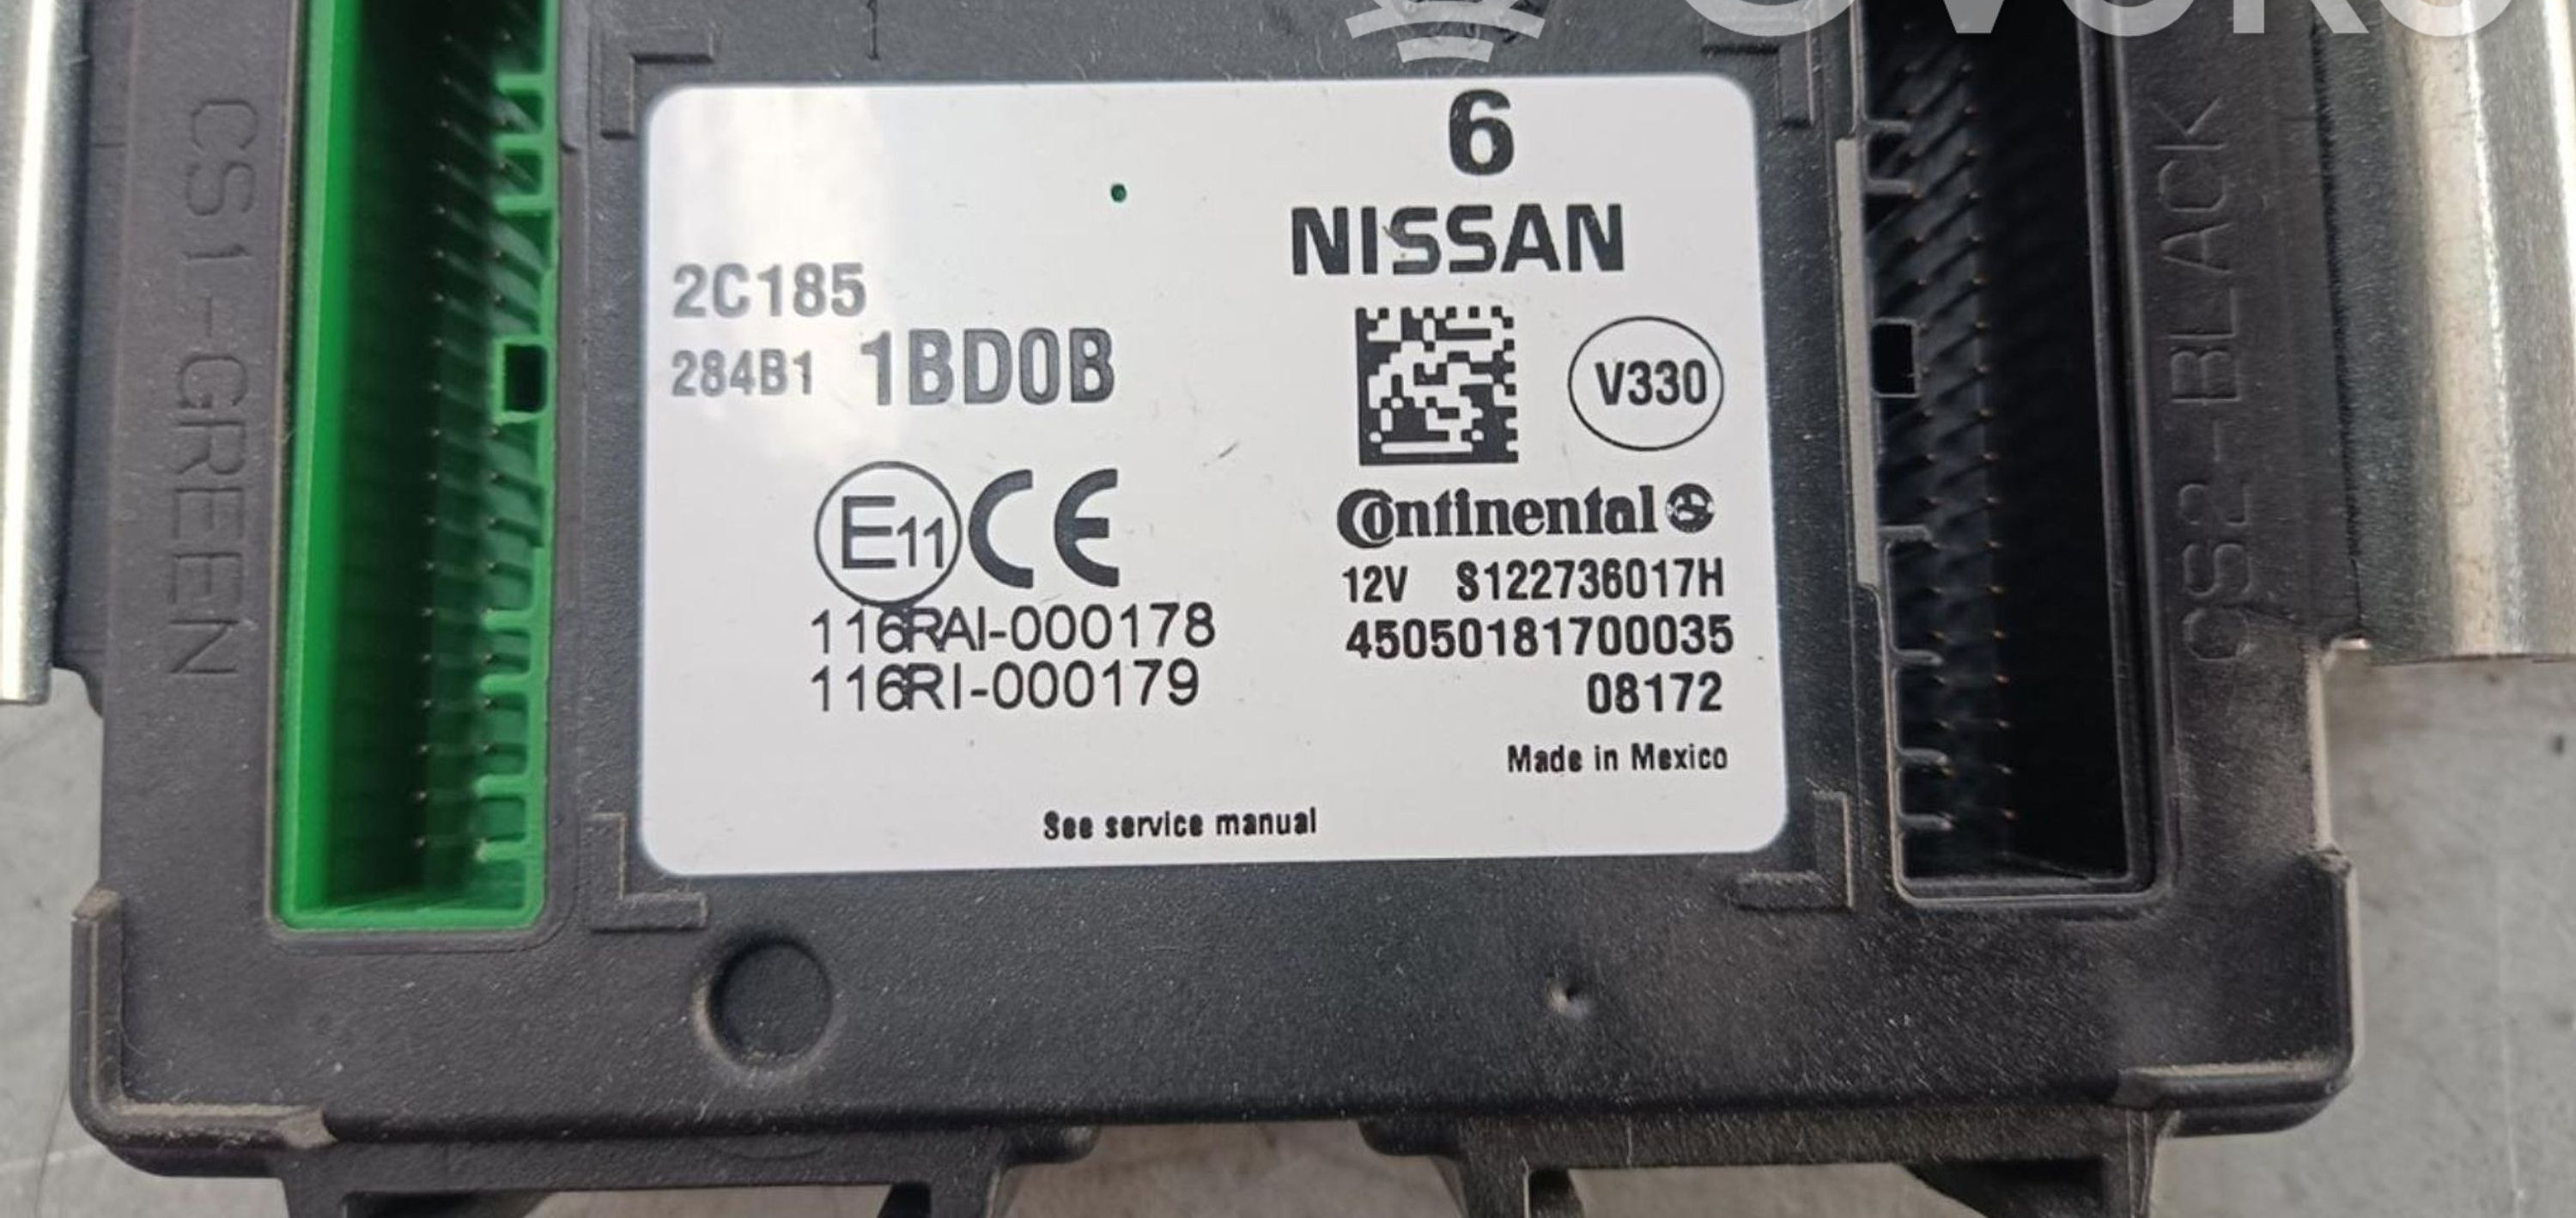 CS1-GREEN
6
NISSAN
2C185
284B1 1BD0B
V330
E11 CE
Continental
116RAI-000178
116RI-000179
12V S122736017H
45050181700035
08172
Made in Mexico
See service manual
CS2-BLACK